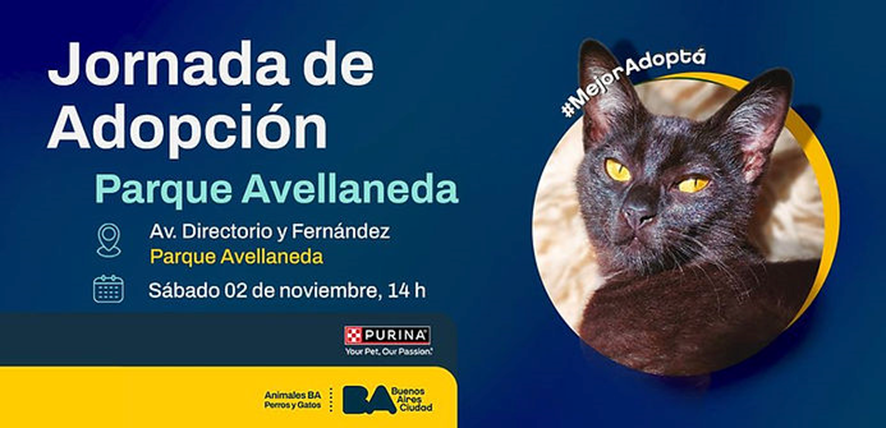 Jornada de
Adopción
Parque Avellaneda
Av. Directorio y Fernández
Parque Avellaneda
Sábado 02 de noviembre, 14 h
#MejorAdoptá
PURINA
Your Pet, Our Passion.®
Animales BA
Perros y Gatos
BA
Buenos
Aires
Ciudad